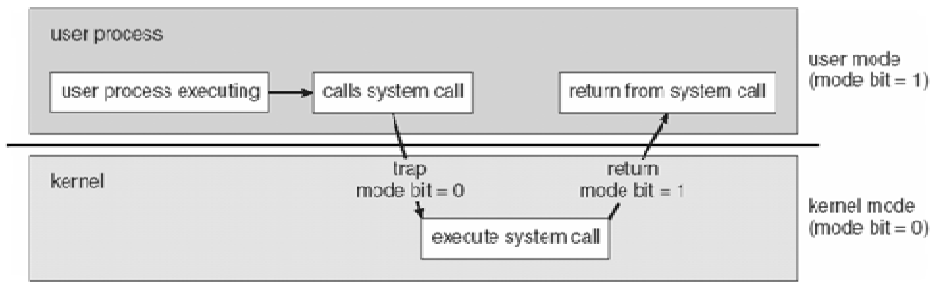 user process
user process executing
calls system call
return from system call
user mode
(mode bit = 1)
trap
mode bit = 0
return
mode bit = 1
kernel
execute system call
kernel mode
(mode bit = 0)